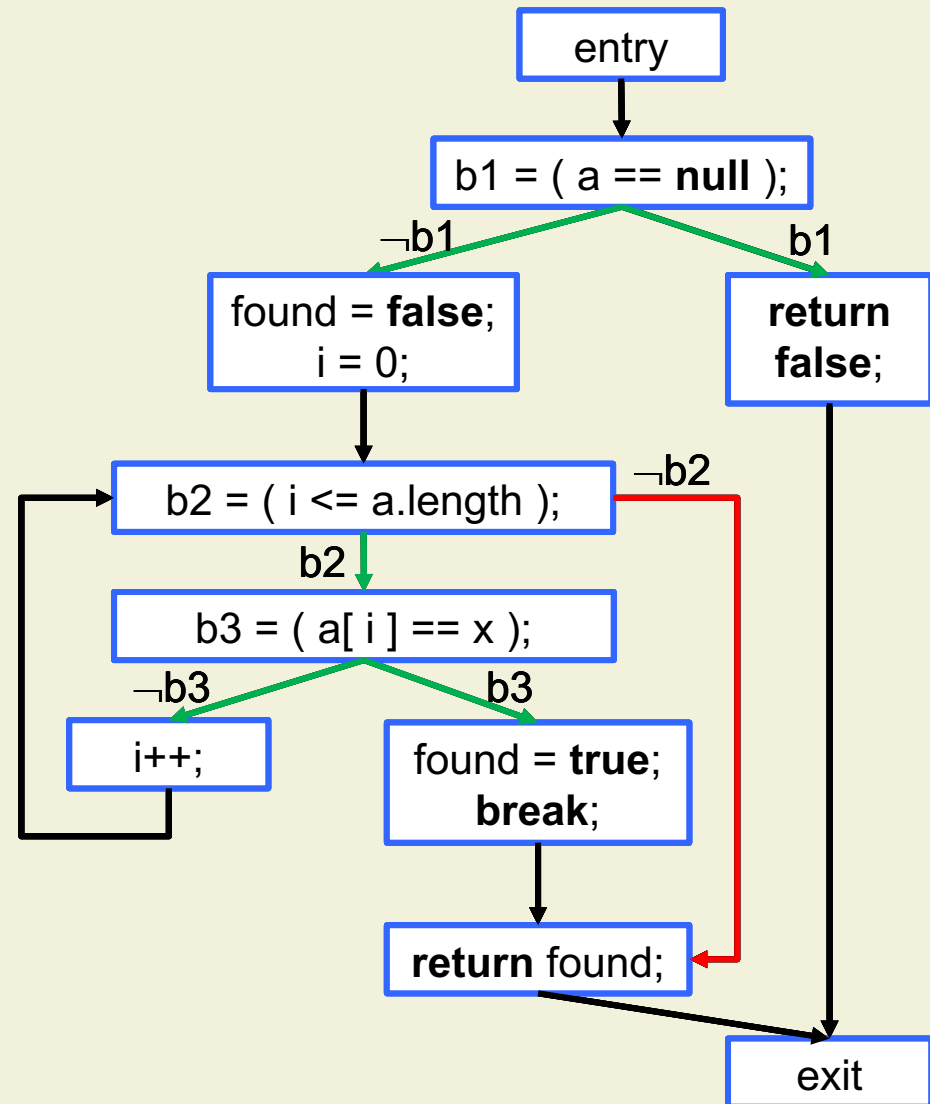 entry
b1 = ( a == null );
¬b1
b1
found = false;
i = 0;
return
false;
b2 = ( i <= a.length );
¬b2
b2
b3 = ( a[ i ] == x );
¬b3
b3
i++;
found = true;
break;
return found;
exit